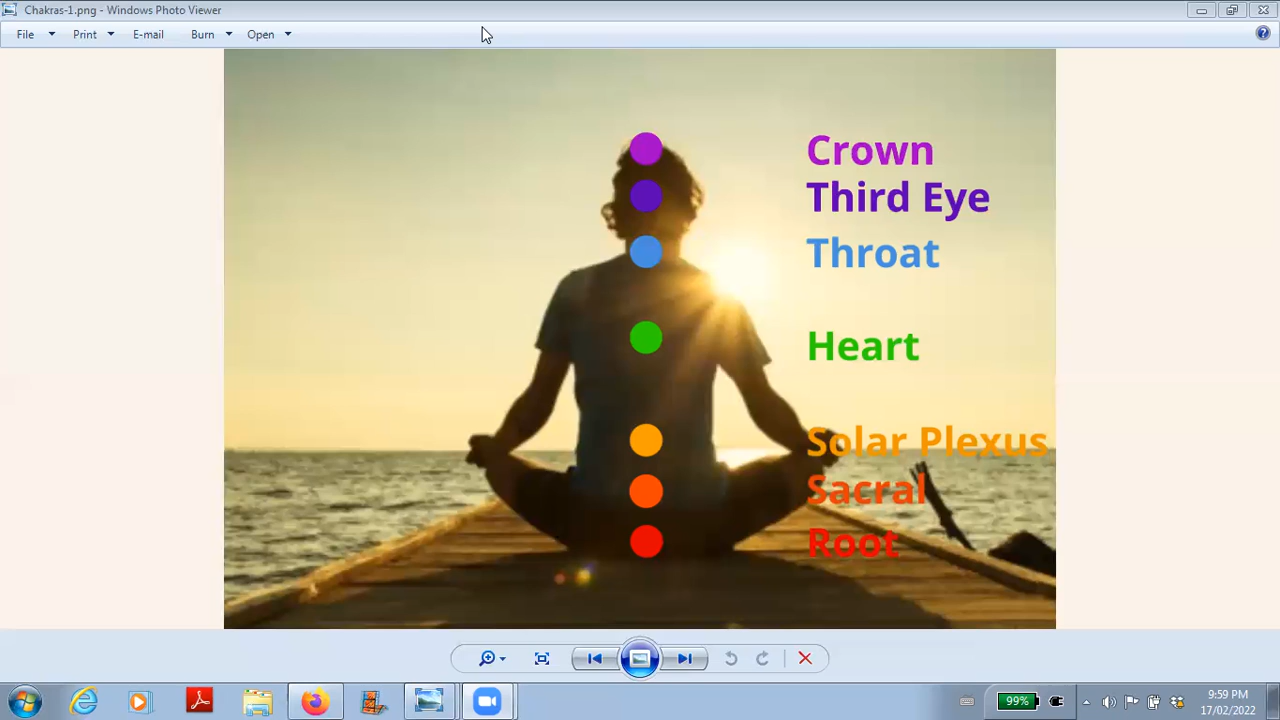 Chakras-1.png - Windows Photo Viewer
File Print E-mail Burn Open
Crown
Third Eye
Throat
Heart
Solar Plexus
Sacral
Root
99%
9:59 PM
17/02/2022